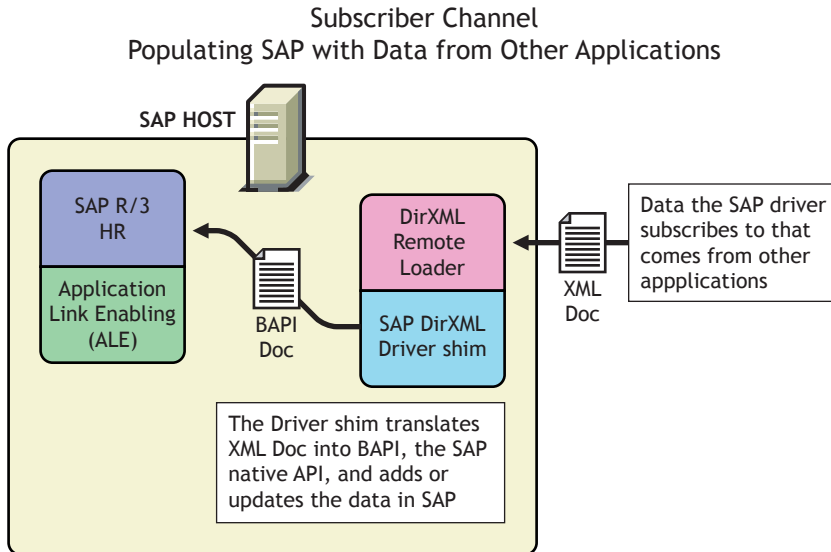 Subscriber Channel
Populating SAP with Data from Other Applications
SAP HOST
SAP R/3
HR
Application
Link Enabling
(ALE)
BAPI
Doc
DirXML
Remote
Loader
SAP DirXML
Driver shim
XML
Doc
Data the SAP driver
subscribes to that
comes from other
appplications
The Driver shim translates
XML Doc into BAPI, the SAP
native API, and adds or
updates the data in SAP